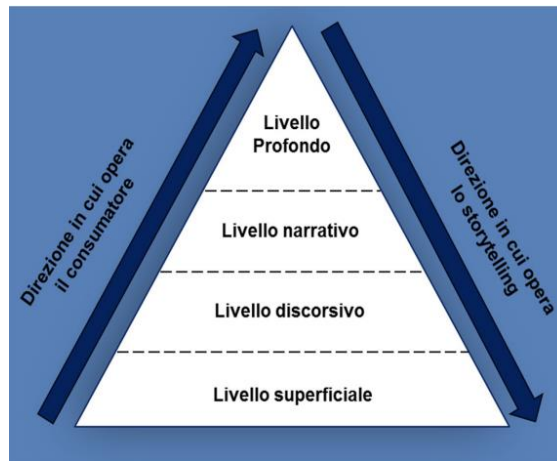 Livello
Profondo
Livello narrativo
Livello discorsivo
Livello superficiale
Direzione in cui opera
il consumatore
Direzione in cui opera
lo storytelling